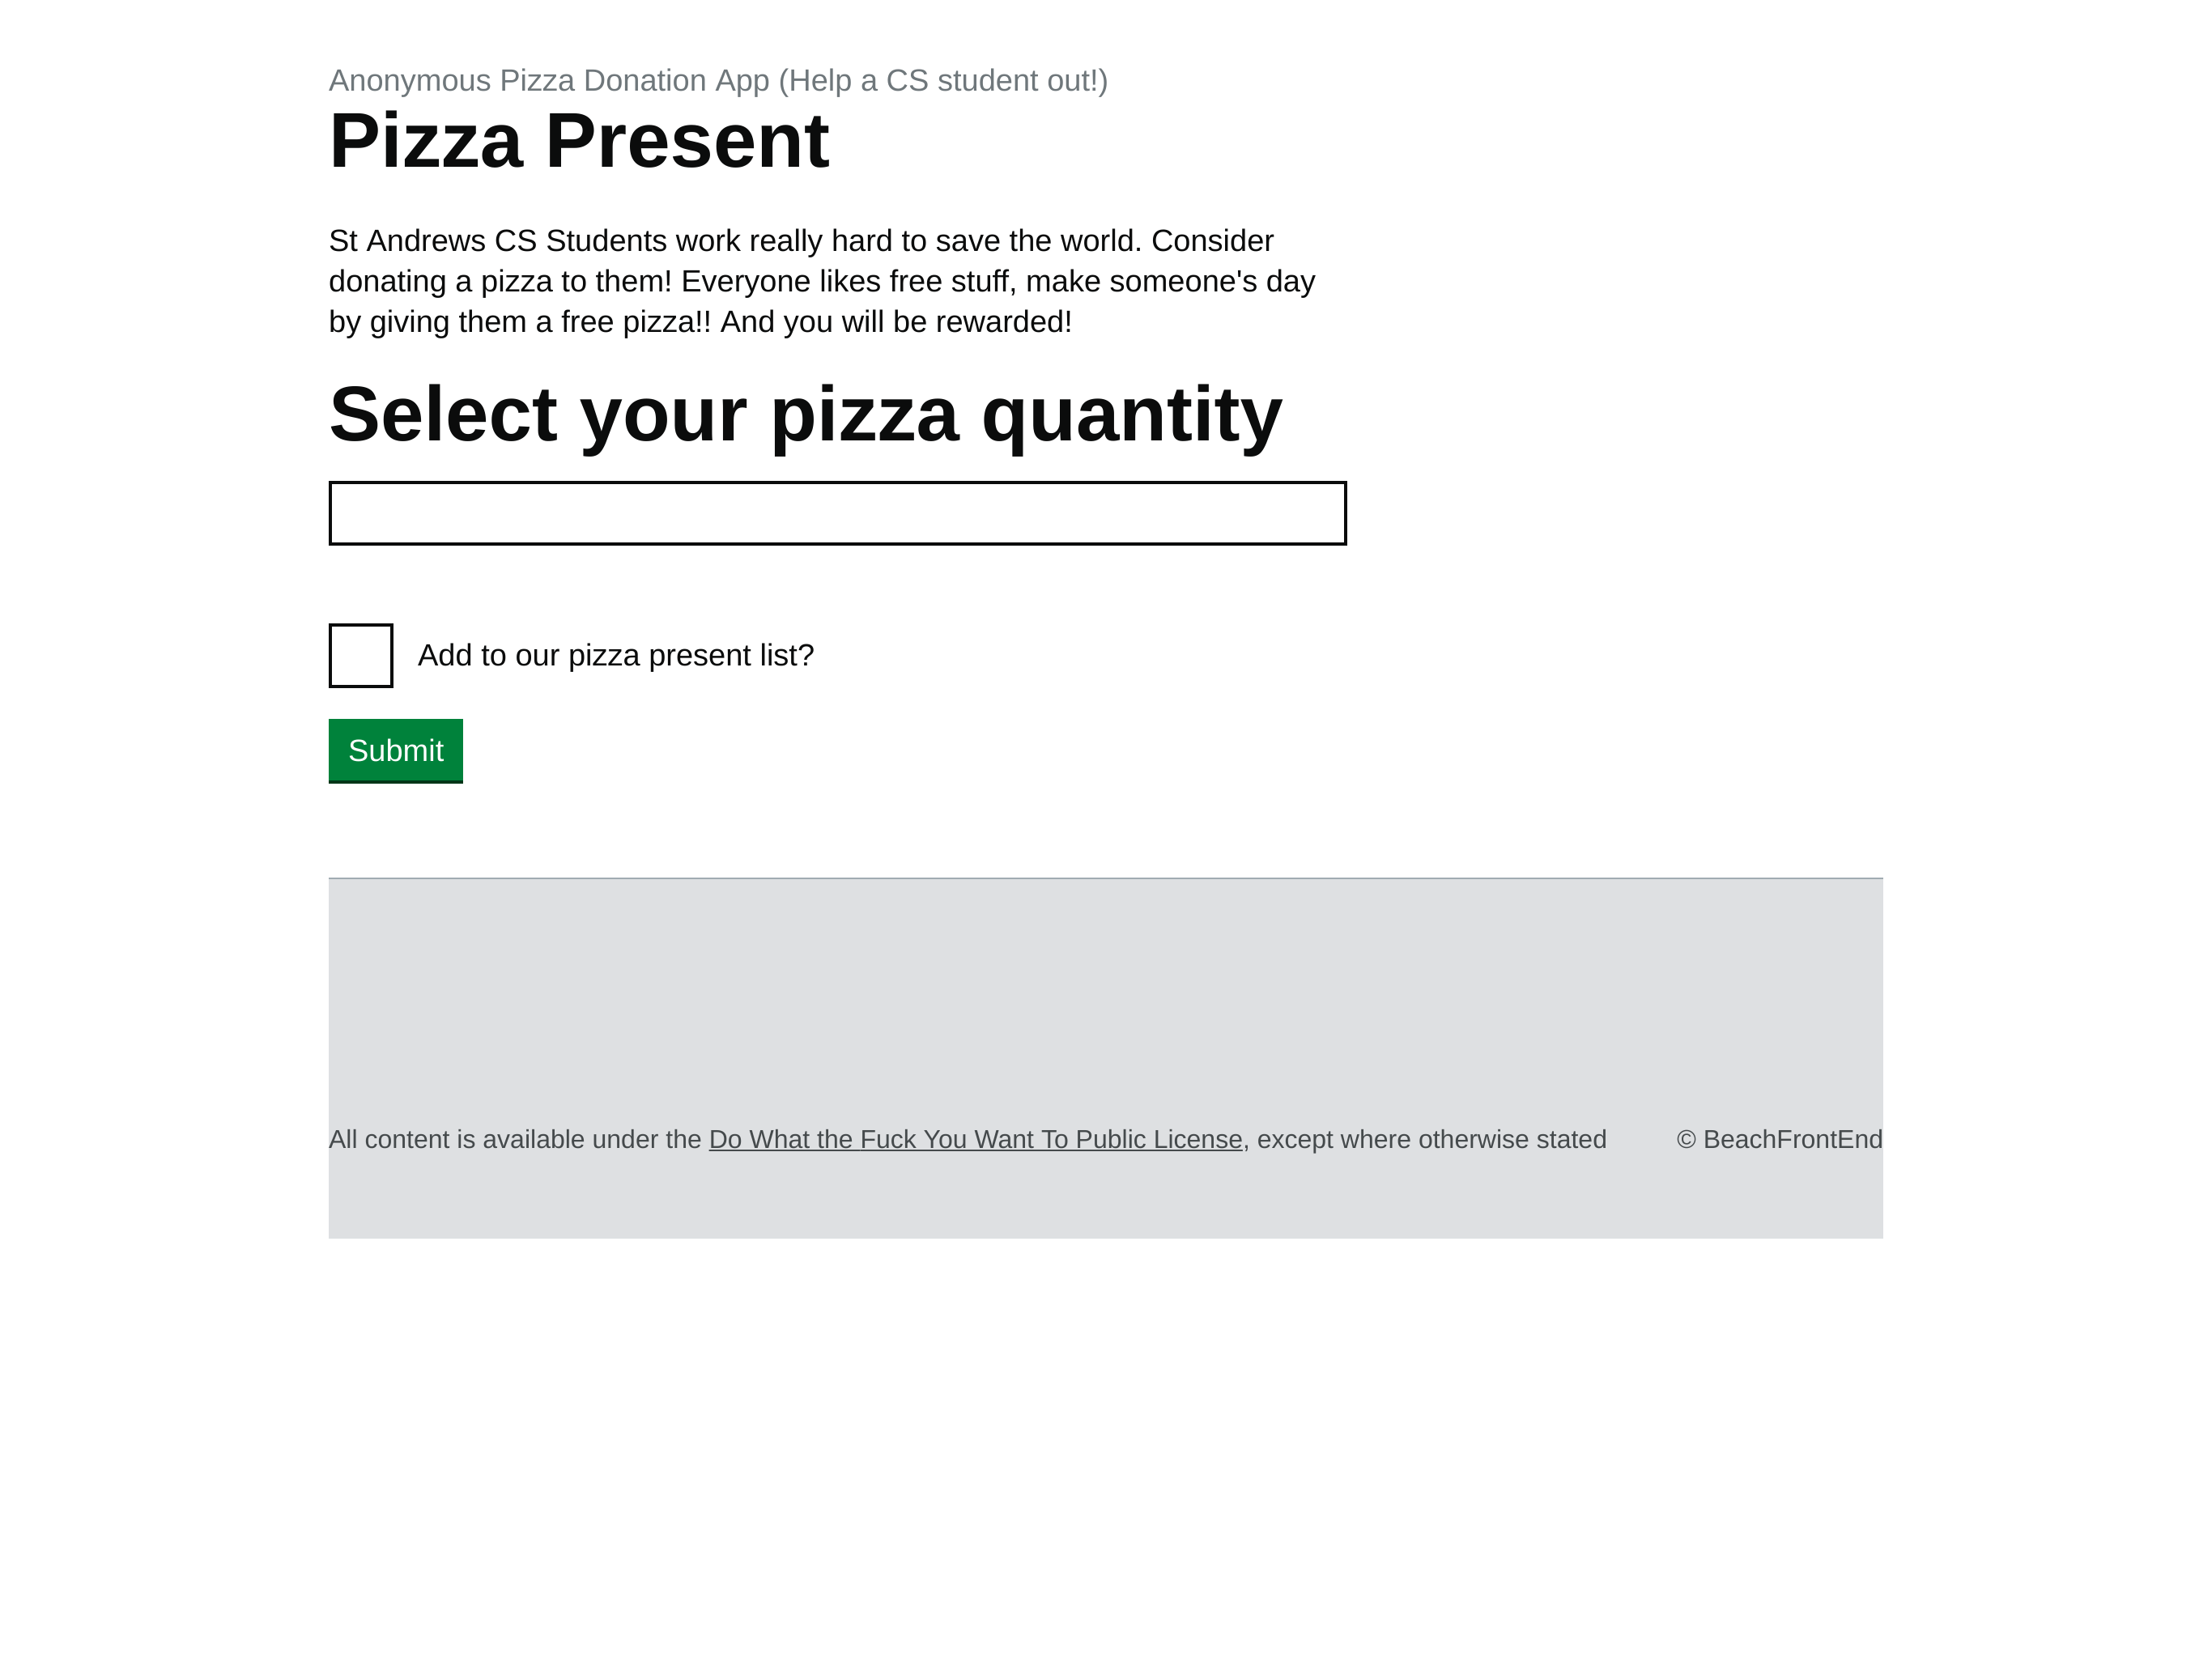 Anonymous Pizza Donation App (Help a CS student out!)
Pizza Present
St Andrews CS Students work really hard to save the world. Consider
donating a pizza to them! Everyone likes free stuff, make someone's day
by giving them a free pizza!! And you will be rewarded!
Select your pizza quantity
Add to our pizza present list?
Submit
All content is available under the Do What the Fuck You Want To Public License, except where otherwise stated © BeachFrontEnd